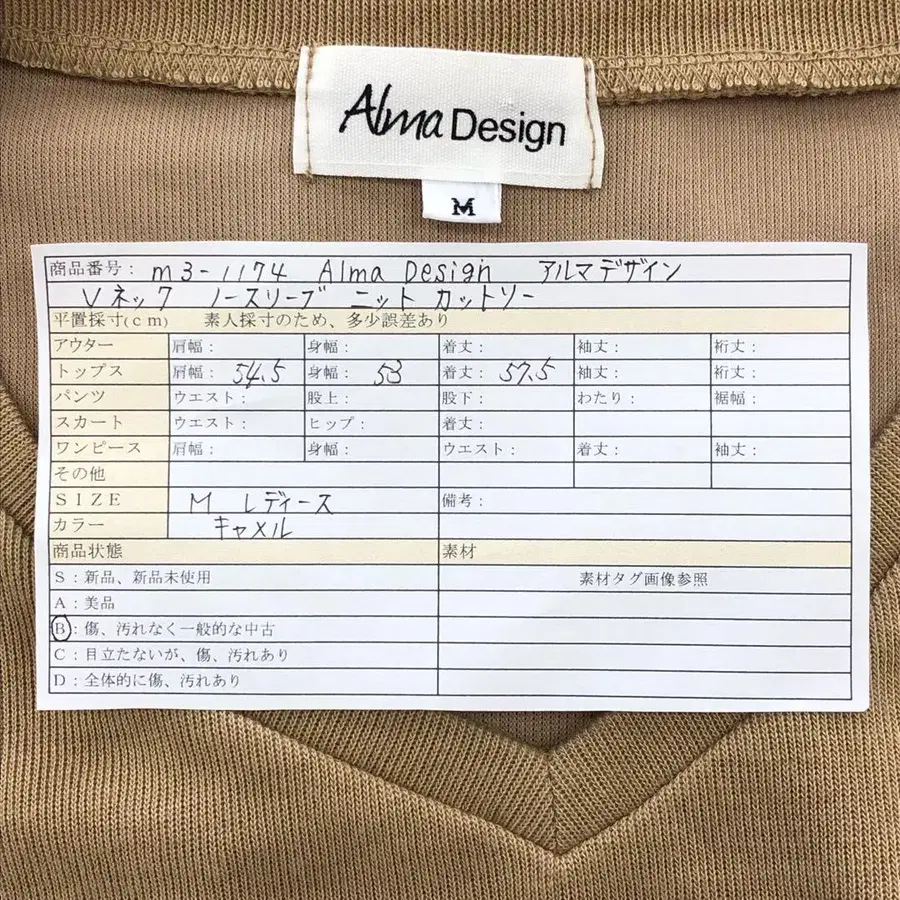 Alma Design
M
商品番号: m3-1174 Alma Design アルマデザイン
Vネック ノースリーブ ニット カットソー
平置採寸(cm) 素人採寸のため、多少誤差あり
アウター 肩幅: 身幅: 着丈: 袖丈: 裄丈:
トップス 肩幅: 54.5 身幅: 53 着丈: 57.5 袖丈: 裄丈:
パンツ ウエスト: 股上: 股下: わたり: 裾幅:
スカート ウエスト: ヒップ: 着丈:
ワンピース 肩幅: 身幅: ウエスト: 着丈: 袖丈:
その他
SIZE M レディース 備考:
カラー キャメル
商品状態 素材
S:新品、新品未使用 素材タグ画像参照
A:美品
B:傷、汚れなく一般的な中古
C:目立たないが、傷、汚れあり
D:全体的に傷、汚れあり